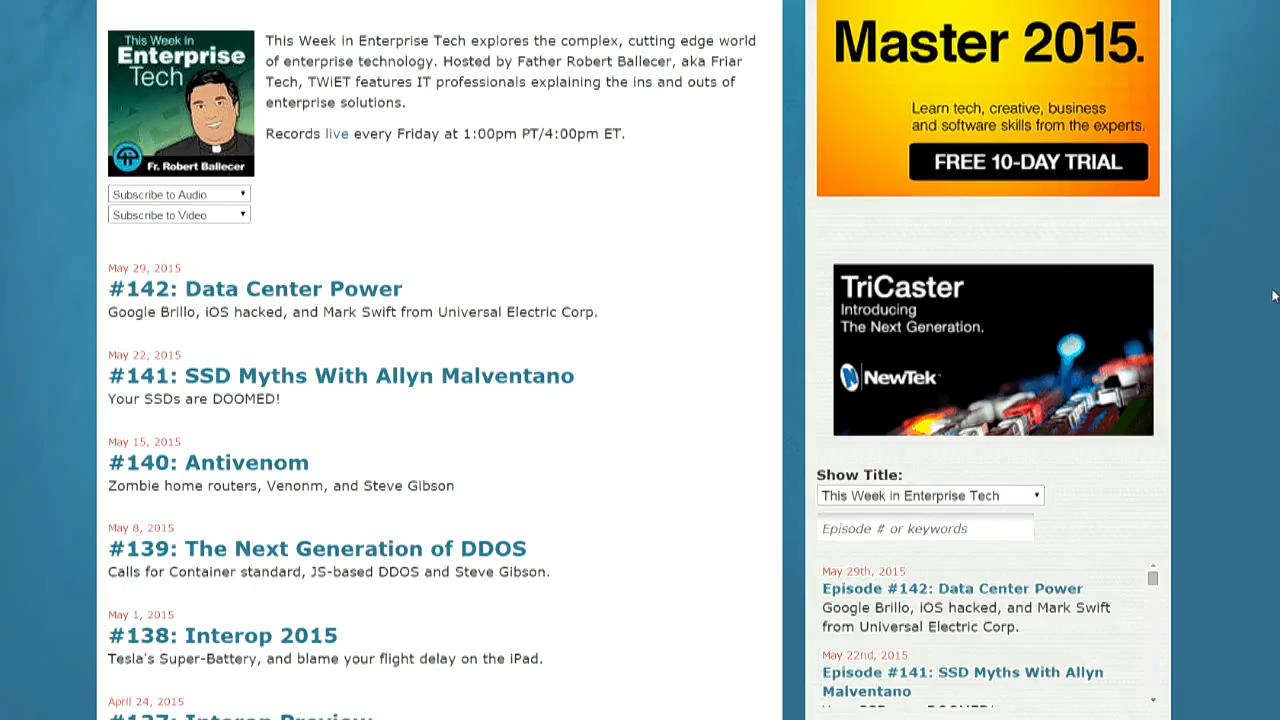 This Week in
Enterprise
Tech
Fr. Robert Ballecer
This Week in Enterprise Tech explores the complex, cutting edge world
of enterprise technology. Hosted by Father Robert Ballecer, aka Friar
Tech, TWiET features IT professionals explaining the ins and outs of
enterprise solutions.
Records live every Friday at 1:00pm PT/4:00pm ET.
Subscribe to Audio
Subscribe to Video
May 29, 2015
#142: Data Center Power
Google Brillo, iOS hacked, and Mark Swift from Universal Electric Corp.
May 22, 2015
#141: SSD Myths With Allyn Malventano
Your SSDs are DOOMED!
May 15, 2015
#140: Antivenom
Zombie home routers, Venonm, and Steve Gibson
May 8, 2015
#139: The Next Generation of DDOS
Calls for Container standard, JS-based DDOS and Steve Gibson.
May 1, 2015
#138: Interop 2015
Tesla's Super-Battery, and blame your flight delay on the iPad.
April 24, 2015
#137: Interop Preview
Master 2015.
Learn tech, creative, business
and software skills from the experts.
FREE 10-DAY TRIAL
TriCaster
Introducing
The Next Generation.
NewTek
Show Title:
This Week in Enterprise Tech
Episode # or keywords
May 29th, 2015
Episode #142: Data Center Power
Google Brillo, iOS hacked, and Mark Swift
from Universal Electric Corp.
May 22nd, 2015
Episode #141: SSD Myths With Allyn
Malventano